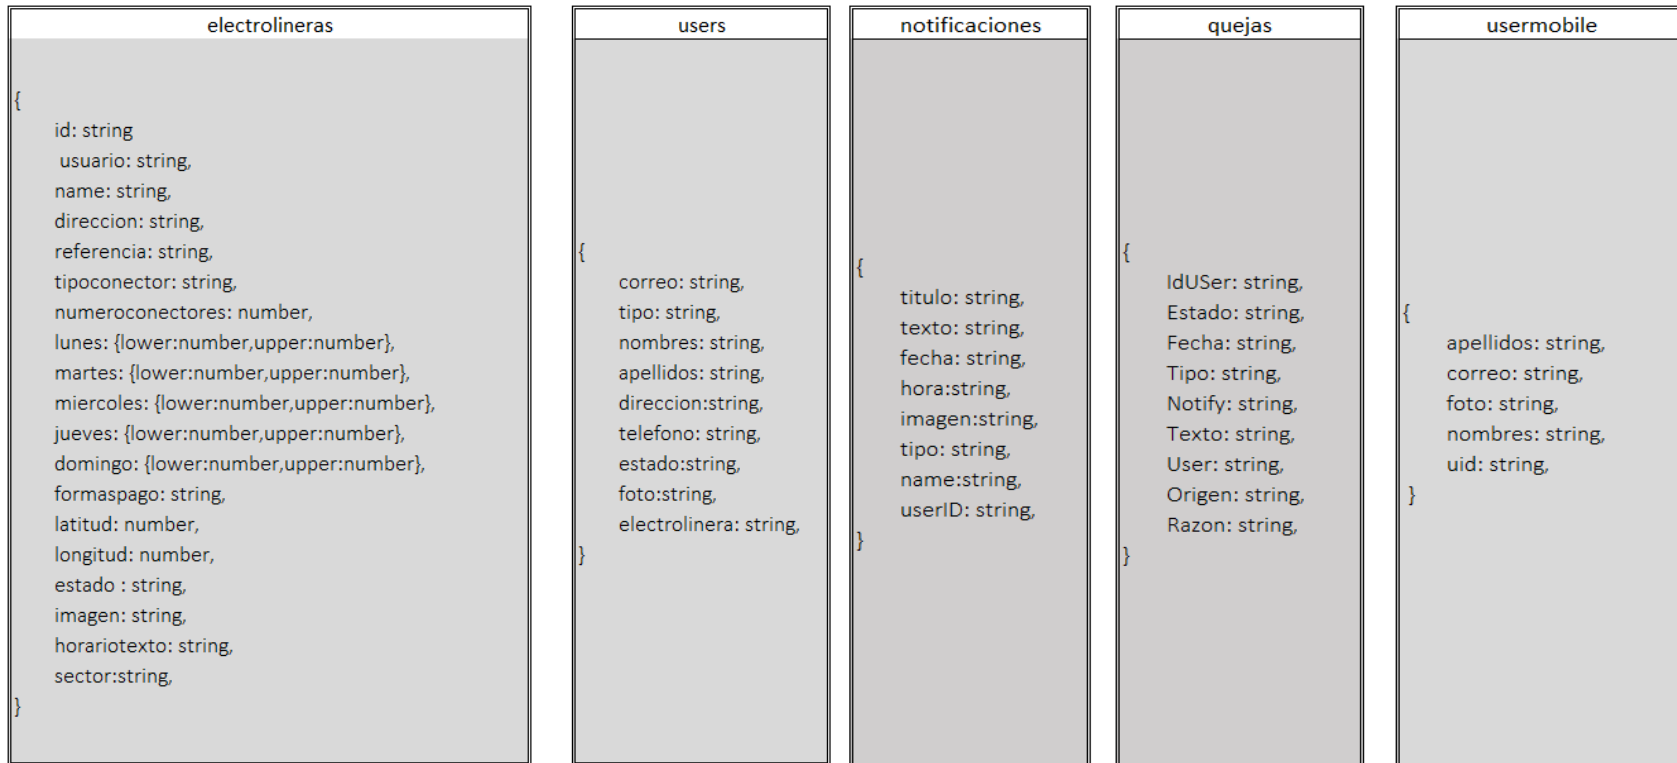 electrolineras
{
id: string
usuario: string,
name: string,
direccion: string,
referencia: string,
tipoconector: string,
numeroconectores: number,
lunes: {lower:number,upper:number},
martes: {lower:number,upper:number},
miercoles: {lower:number,upper:number},
jueves: {lower:number,upper:number},
domingo: {lower:number,upper:number},
formaspago: string,
latitud: number,
longitud: number,
estado : string,
imagen: string,
horariotexto: string,
sector:string,
}
users
{
correo: string,
tipo: string,
nombres: string,
apellidos: string,
direccion:string,
telefono: string,
estado:string,
foto:string,
electrolinera: string,
}
notificaciones
{
titulo: string,
texto: string,
fecha: string,
hora:string,
imagen:string,
tipo: string,
name:string,
userID: string,
}
quejas
{
IdUSer: string,
Estado: string,
Fecha: string,
Tipo: string,
Notify: string,
Texto: string,
User: string,
Origen: string,
Razon: string,
}
usermobile
{
apellidos: string,
correo: string,
foto: string,
nombres: string,
uid: string,
}